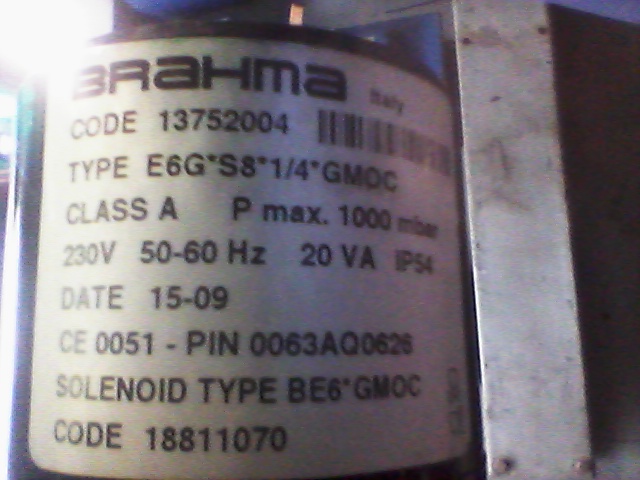 BRAHMA Italy
CODE 13752004
TYPE E6G*S8*1/4*GMOC
CLASS A P max. 1000 mbar
230V 50-60 Hz 20 VA IP54
DATE 15-09
CE 0051 - PIN 0063AQ0626
SOLENOID TYPE BE6*GMOC
CODE 18811070